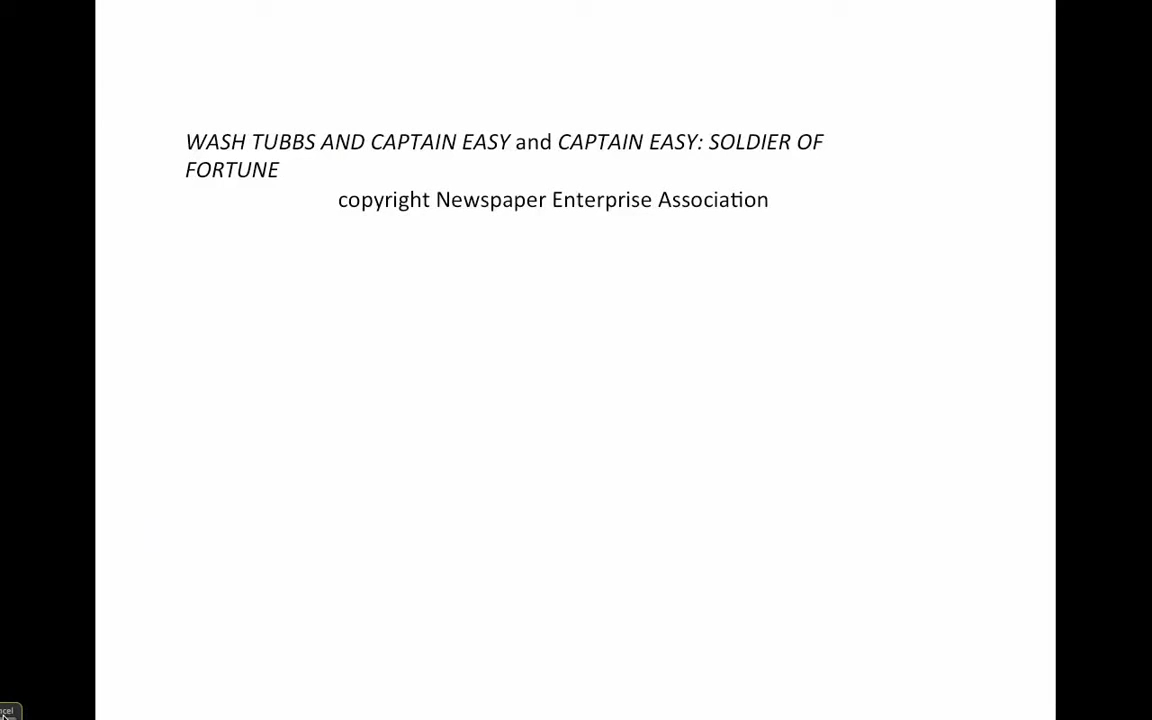 WASH TUBBS AND CAPTAIN EASY and CAPTAIN EASY: SOLDIER OF
FORTUNE
copyright Newspaper Enterprise Association